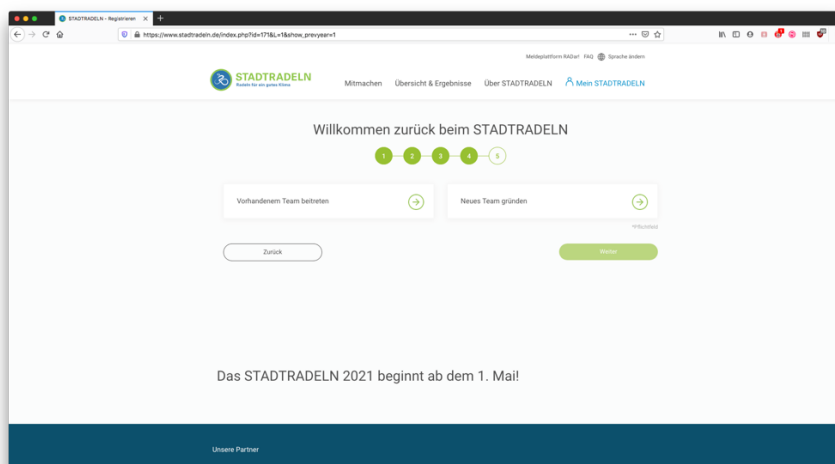 STADTRADELN - Registrieren
https://www.stadtradeln.de/index.php?id=171&L=1&show_prevyear=1
Meldeplattform RADar! FAQ Sprache ändern
STADTRADELN
Radeln für ein gutes Klima
Mitmachen Übersicht & Ergebnisse Über STADTRADELN Mein STADTRADELN
Willkommen zurück beim STADTRADELN
1 2 3 4 5
Vorhandenem Team beitreten Neues Team gründen
*Pflichtfeld
Zurück Weiter
Das STADTRADELN 2021 beginnt ab dem 1. Mai!
Unsere Partner